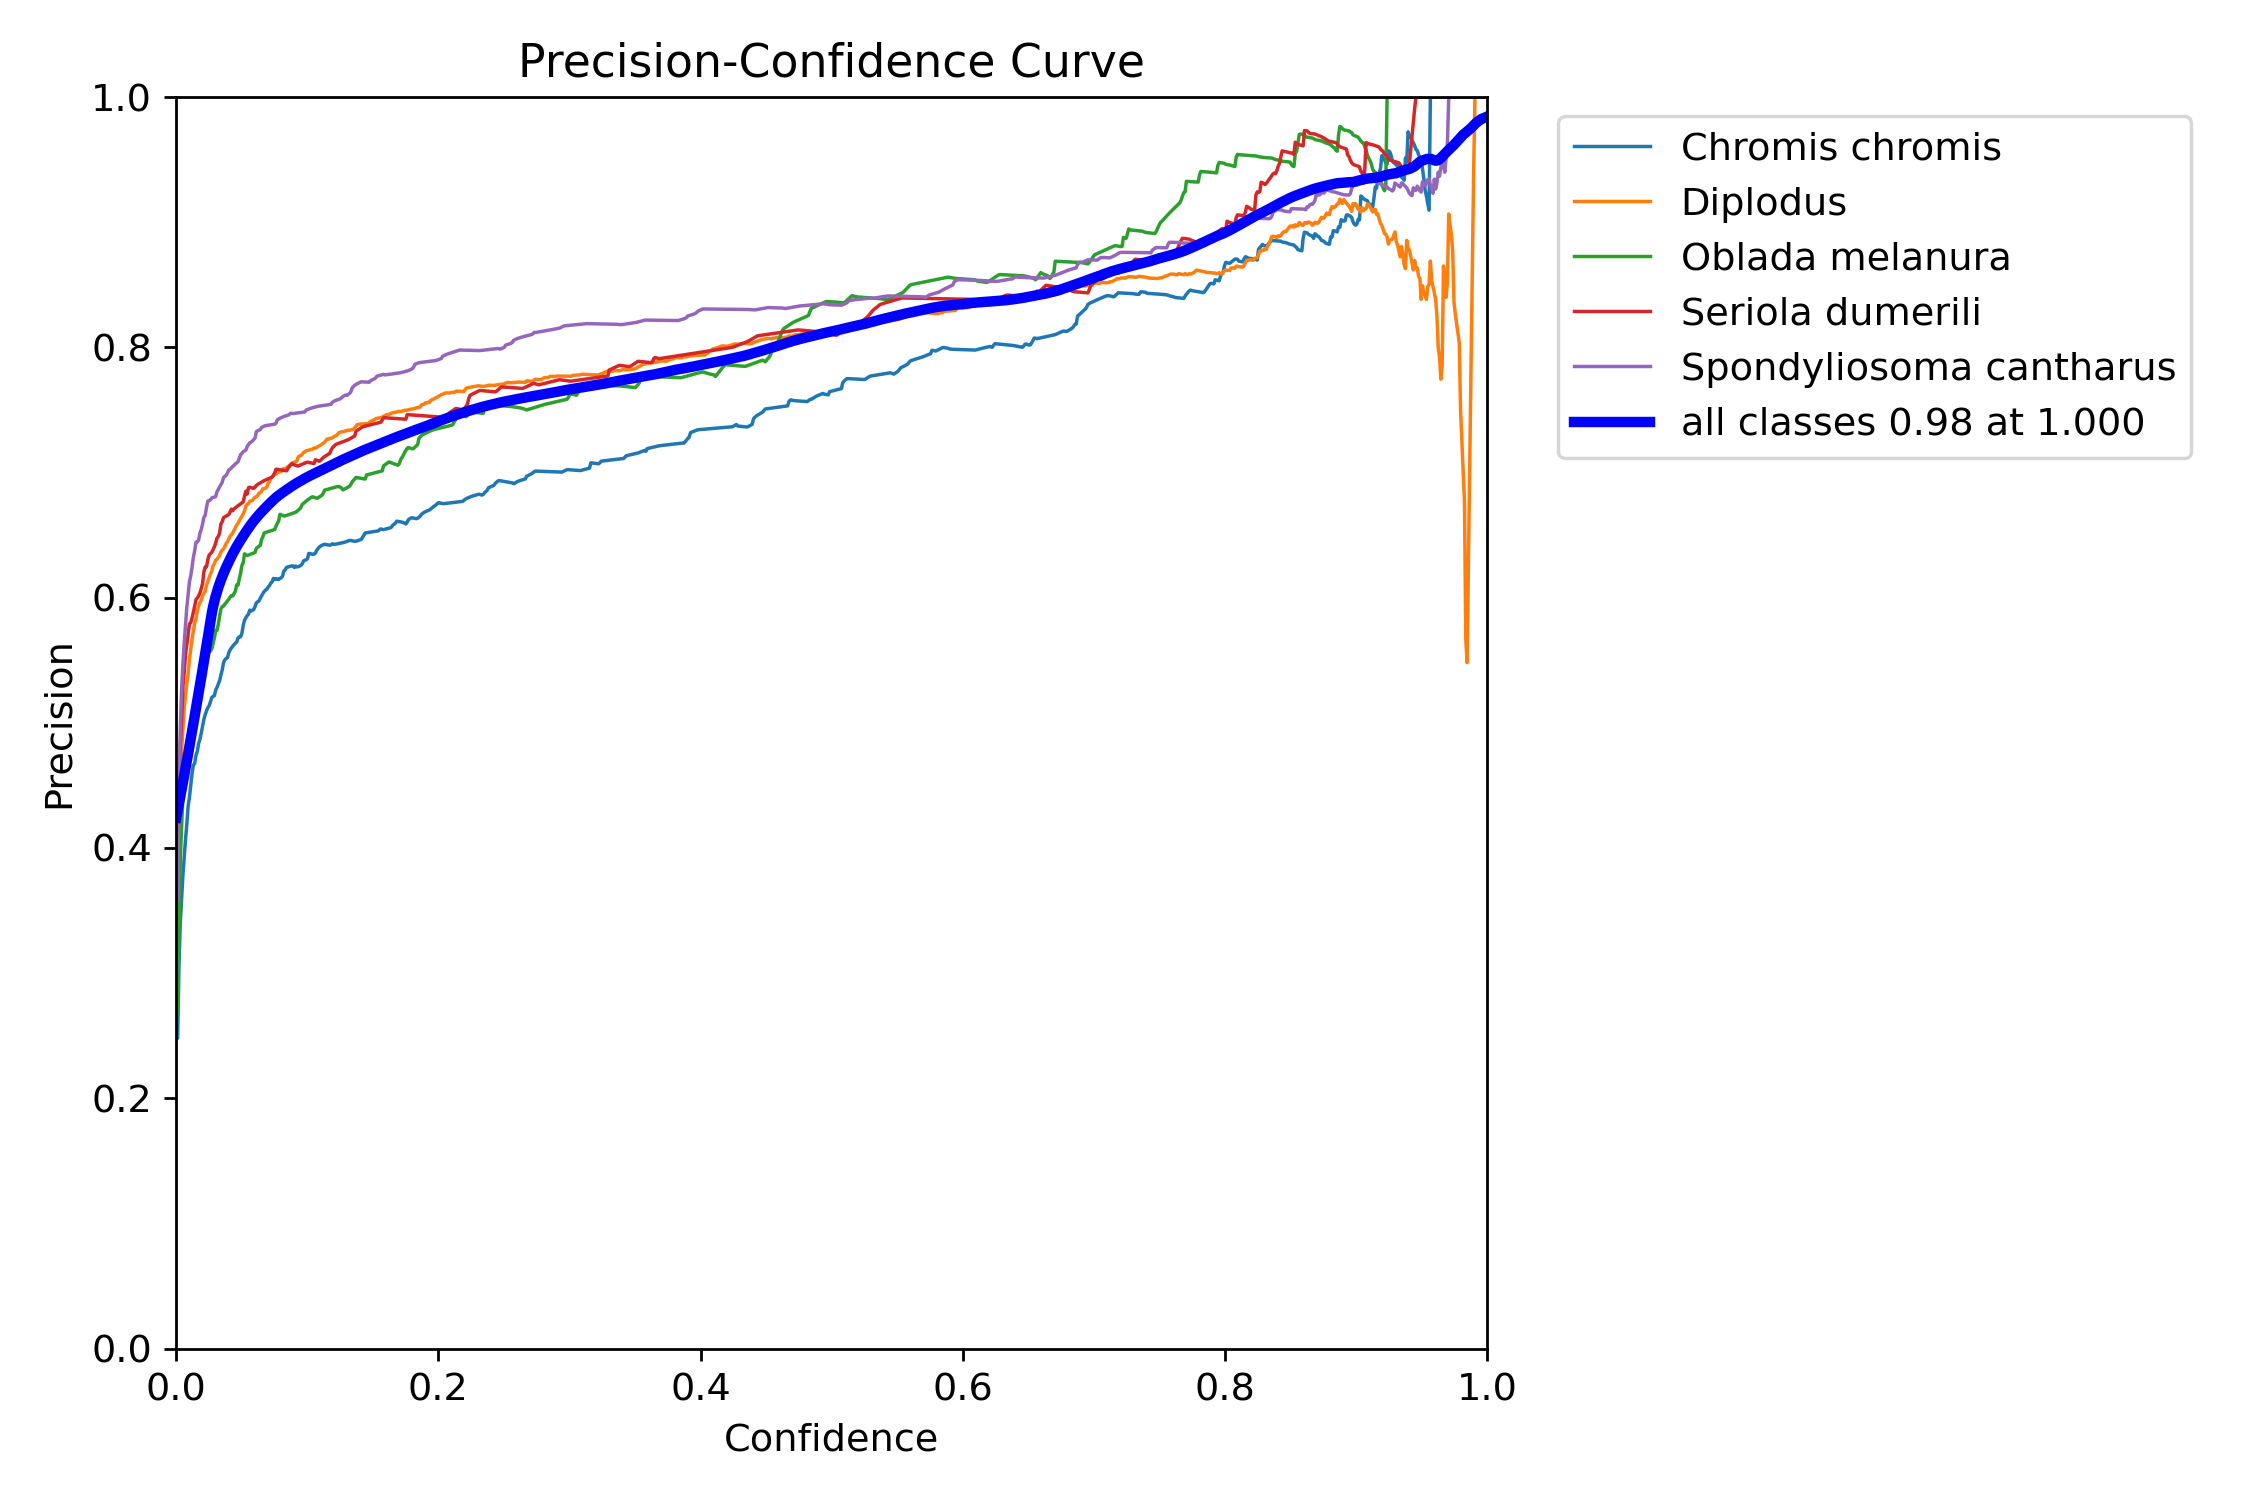 Precision-Confidence Curve
1.0
0.8
0.6
0.4
0.2
0.0
Precision
0.0 0.2 0.4 0.6 0.8 1.0
Confidence
Chromis chromis
Diplodus
Oblada melanura
Seriola dumerili
Spondyliosoma cantharus
all classes 0.98 at 1.000